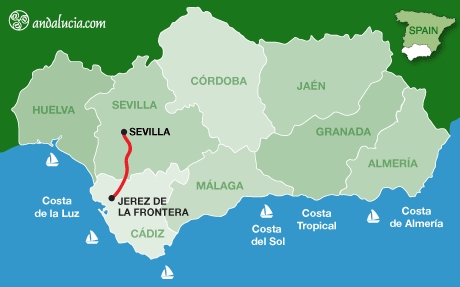 andalucia.com
SPAIN
CÓRDOBA
JAÉN
HUELVA
SEVILLA
SEVILLA
GRANADA
ALMERÍA
MÁLAGA
Costa
de la Luz
JEREZ DE
LA FRONTERA
CÁDIZ
Costa
del Sol
Costa
Tropical
Costa
de Almería